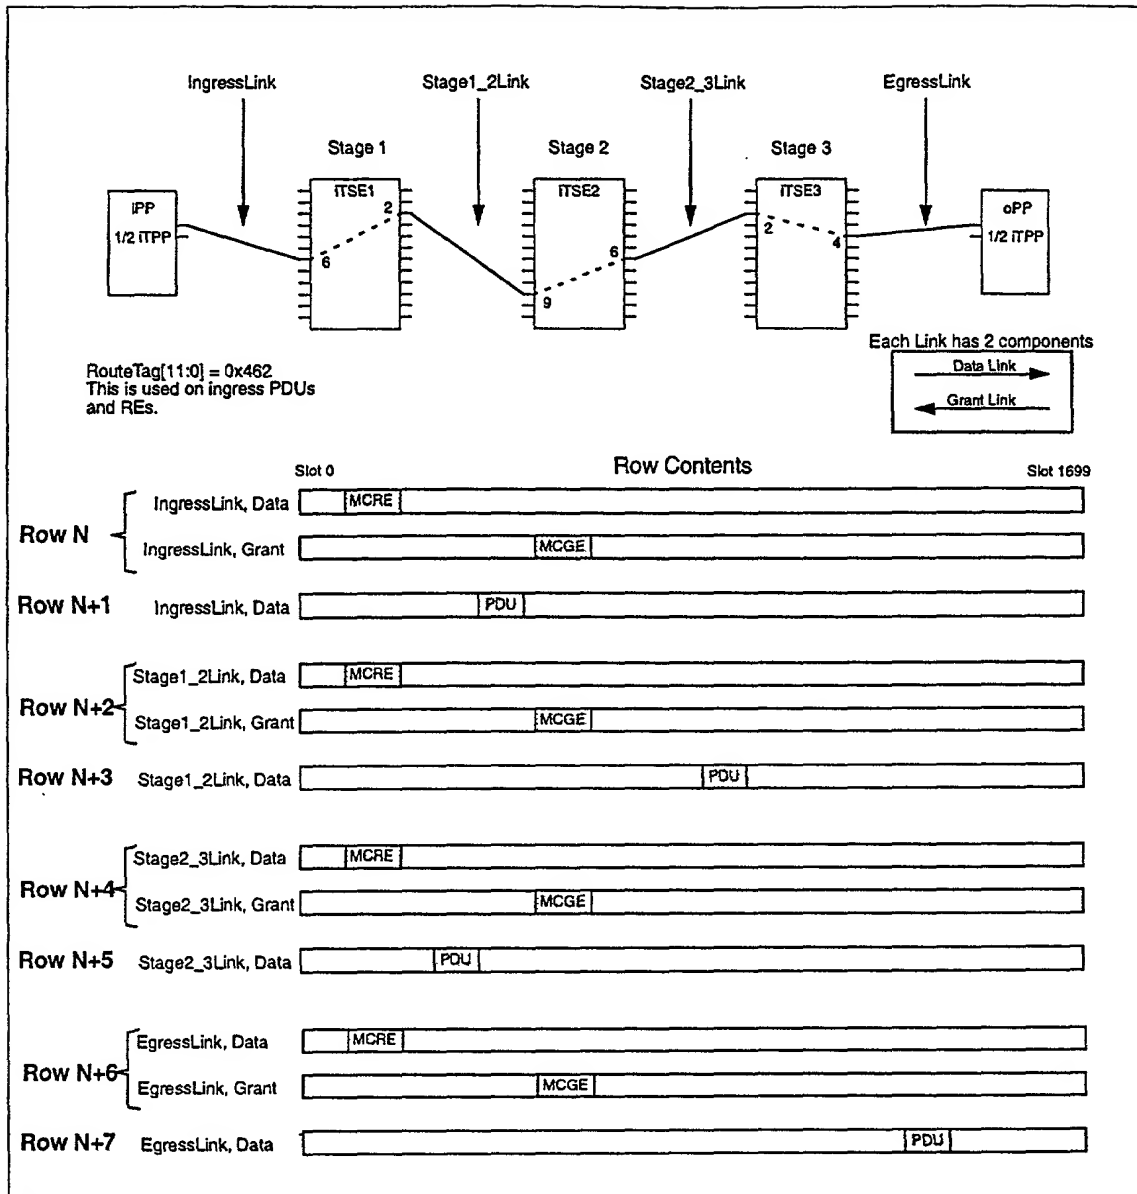 IngressLink Stage1_2Link Stage2_3Link EgressLink
Stage 1 Stage 2 Stage 3
iPP iTSE1 iTSE2 iTSE3 oPP
1/2 iTPP 2 6 2 4 1/2 iTPP
6 9
Each Link has 2 components
RouteTag[11:0] = 0x462
This is used on ingress PDUs
and REs.
Data Link
Grant Link
Slot 0 Row Contents Slot 1699
Row N
IngressLink, Data MCRE
IngressLink, Grant MCGE
Row N+1 IngressLink, Data PDU
Row N+2
Stage1_2Link, Data MCRE
Stage1_2Link, Grant MCGE
Row N+3 Stage1_2Link, Data PDU
Row N+4
Stage2_3Link, Data MCRE
Stage2_3Link, Grant MCGE
Row N+5 Stage2_3Link, Data PDU
Row N+6
EgressLink, Data MCRE
EgressLink, Grant MCGE
Row N+7 EgressLink, Data PDU